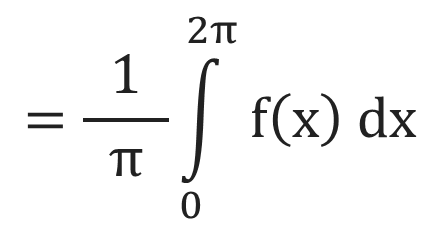 = 1/π ∫₀^2π f(x) dx